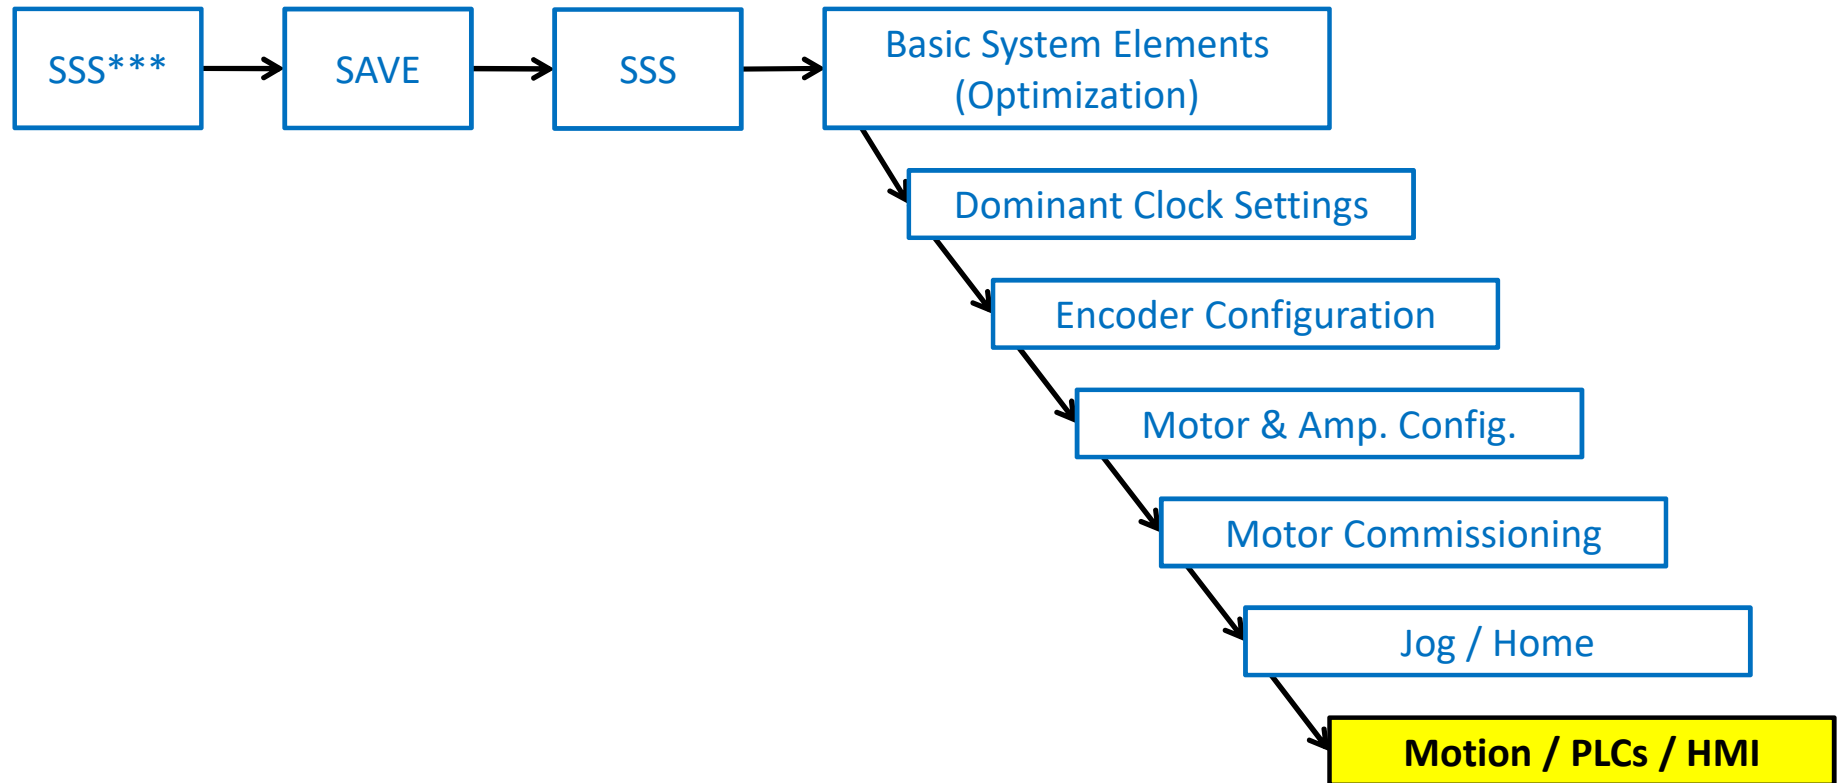 SSS***
SAVE
SSS
Basic System Elements
(Optimization)
Dominant Clock Settings
Encoder Configuration
Motor & Amp. Config.
Motor Commissioning
Jog / Home
Motion / PLCs / HMI